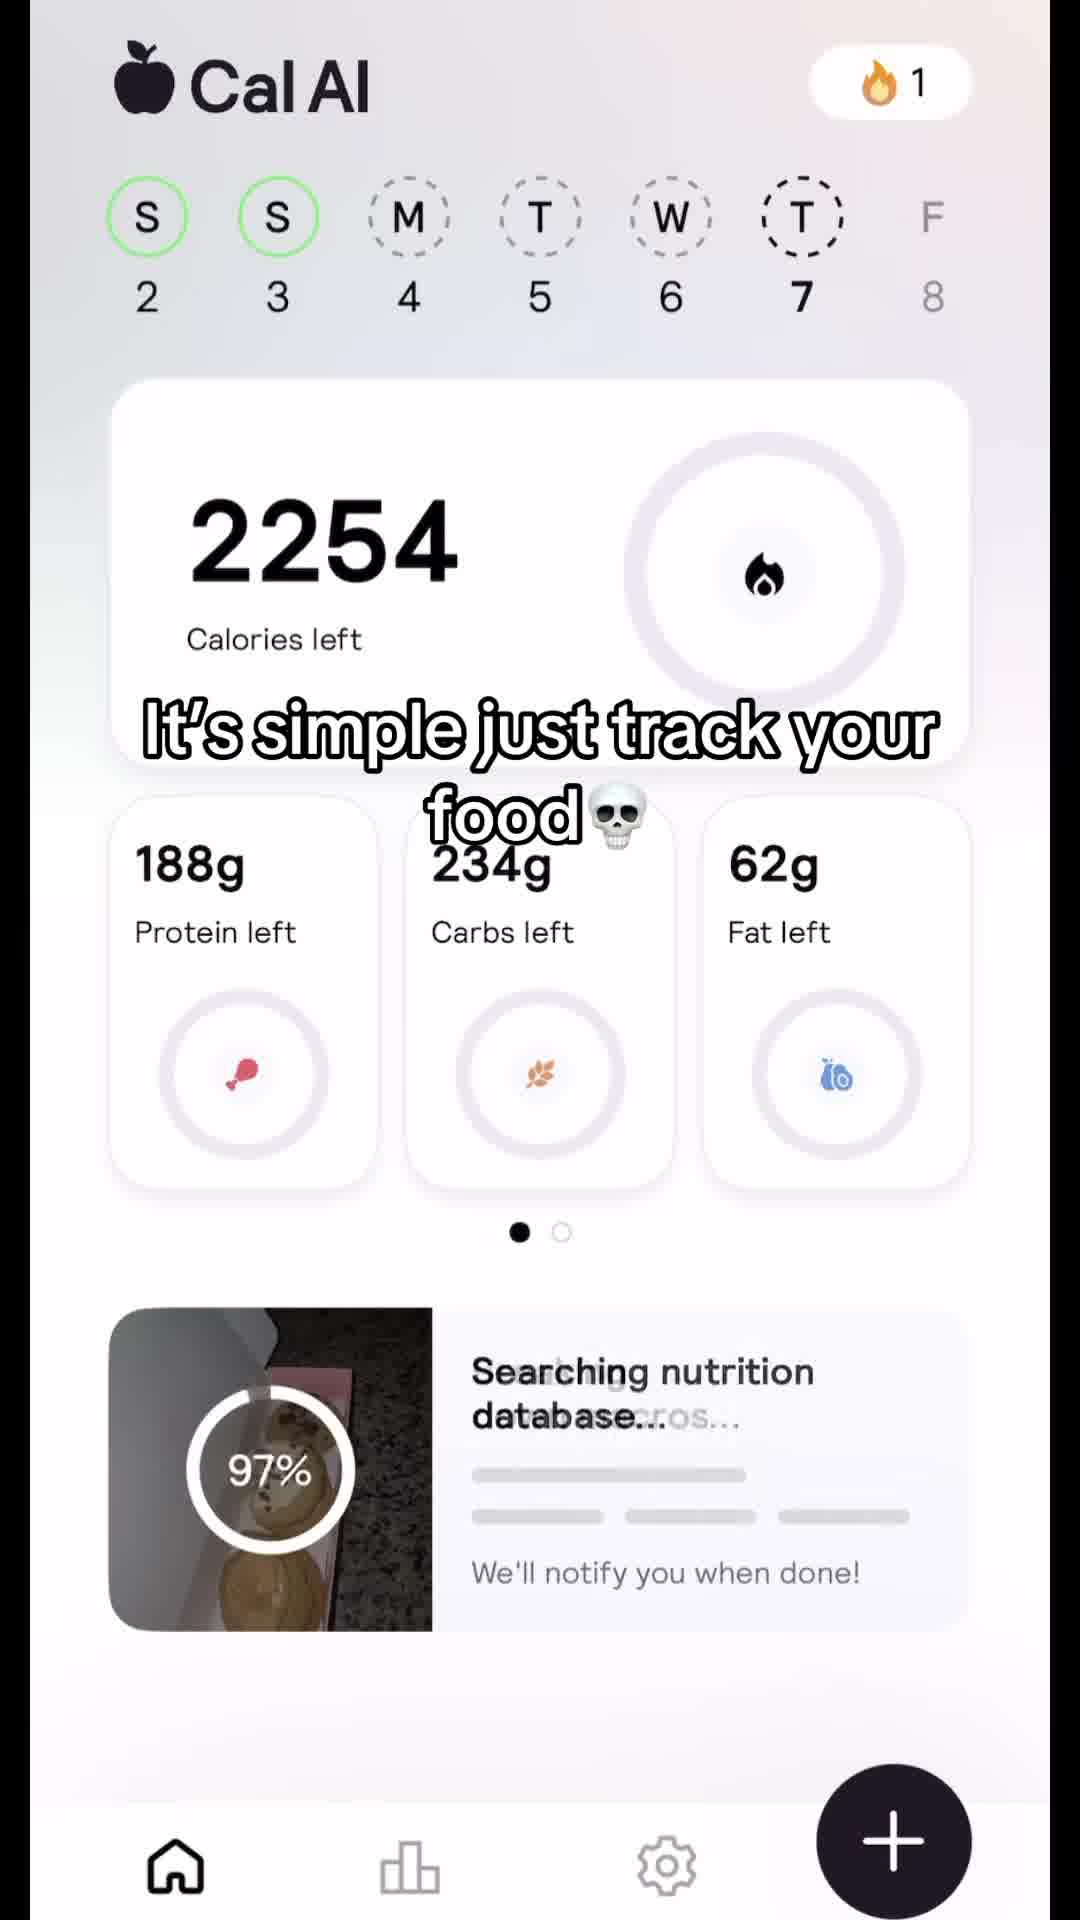 Cal AI
🔥 1
S S M T W T F
2 3 4 5 6 7 8
2254
Calories left
It's simple just track your
food💀
188g 234g 62g
Protein left Carbs left Fat left
Searching nutrition
database...
97%
We'll notify you when done!